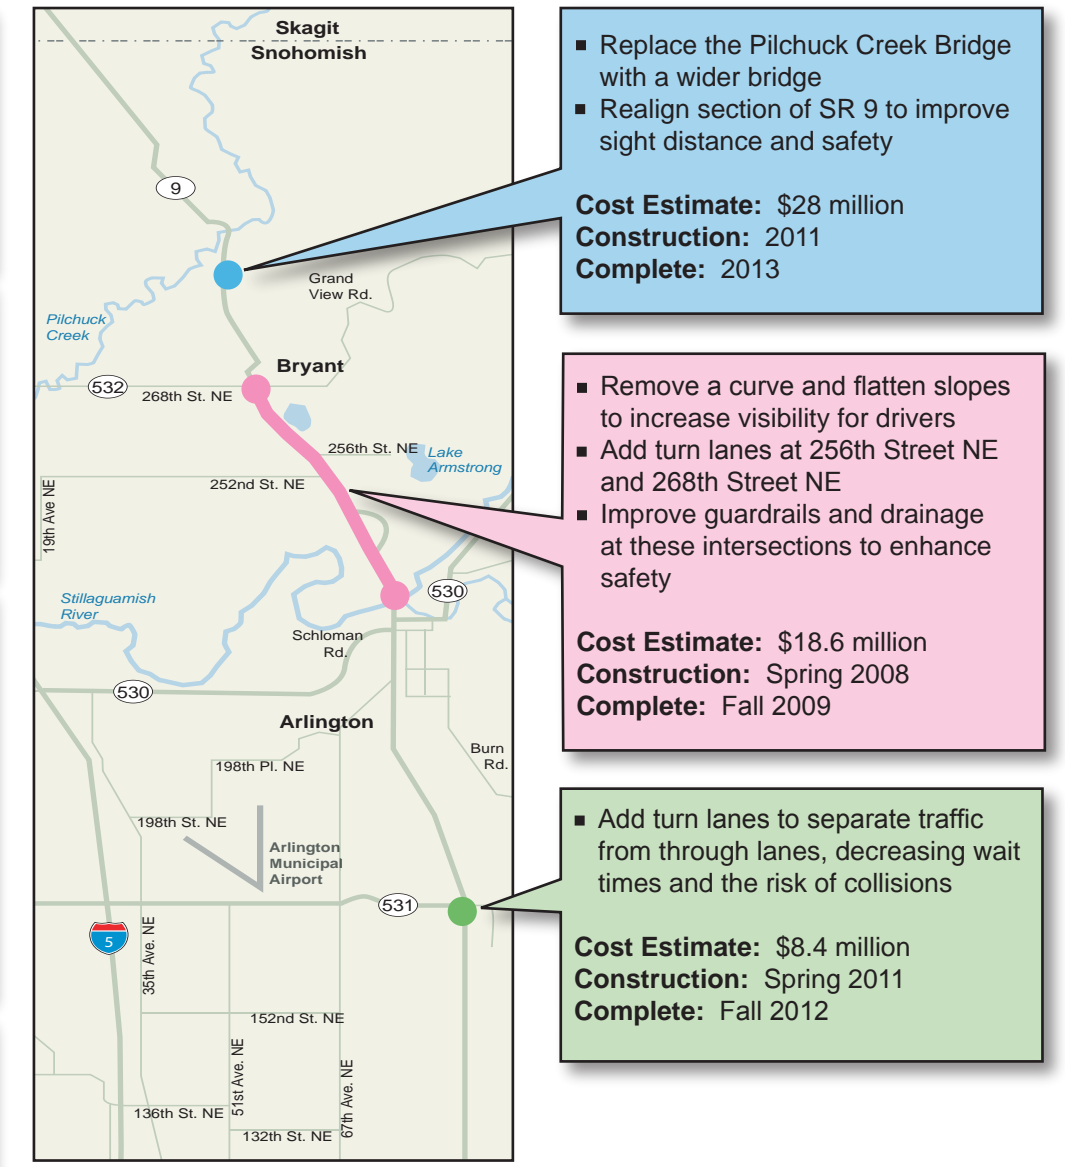 Skagit
Snohomish
9
Grand
View Rd.
Pilchuck
Creek
Bryant
532
268th St. NE
256th St. NE
Lake
Armstrong
252nd St. NE
19th Ave NE
Stillaguamish
River
530
Schloman
Rd.
530
Arlington
Burn
Rd.
198th Pl. NE
198th St. NE
Arlington
Municipal
Airport
531
5
35th Ave. NE
152nd St. NE
51st Ave. NE
67th Ave. NE
136th St. NE
132th St. NE
▪ Replace the Pilchuck Creek Bridge
with a wider bridge
▪ Realign section of SR 9 to improve
sight distance and safety
Cost Estimate: $28 million
Construction: 2011
Complete: 2013
▪ Remove a curve and flatten slopes
to increase visibility for drivers
▪ Add turn lanes at 256th Street NE
and 268th Street NE
▪ Improve guardrails and drainage
at these intersections to enhance
safety
Cost Estimate: $18.6 million
Construction: Spring 2008
Complete: Fall 2009
▪ Add turn lanes to separate traffic
from through lanes, decreasing wait
times and the risk of collisions
Cost Estimate: $8.4 million
Construction: Spring 2011
Complete: Fall 2012